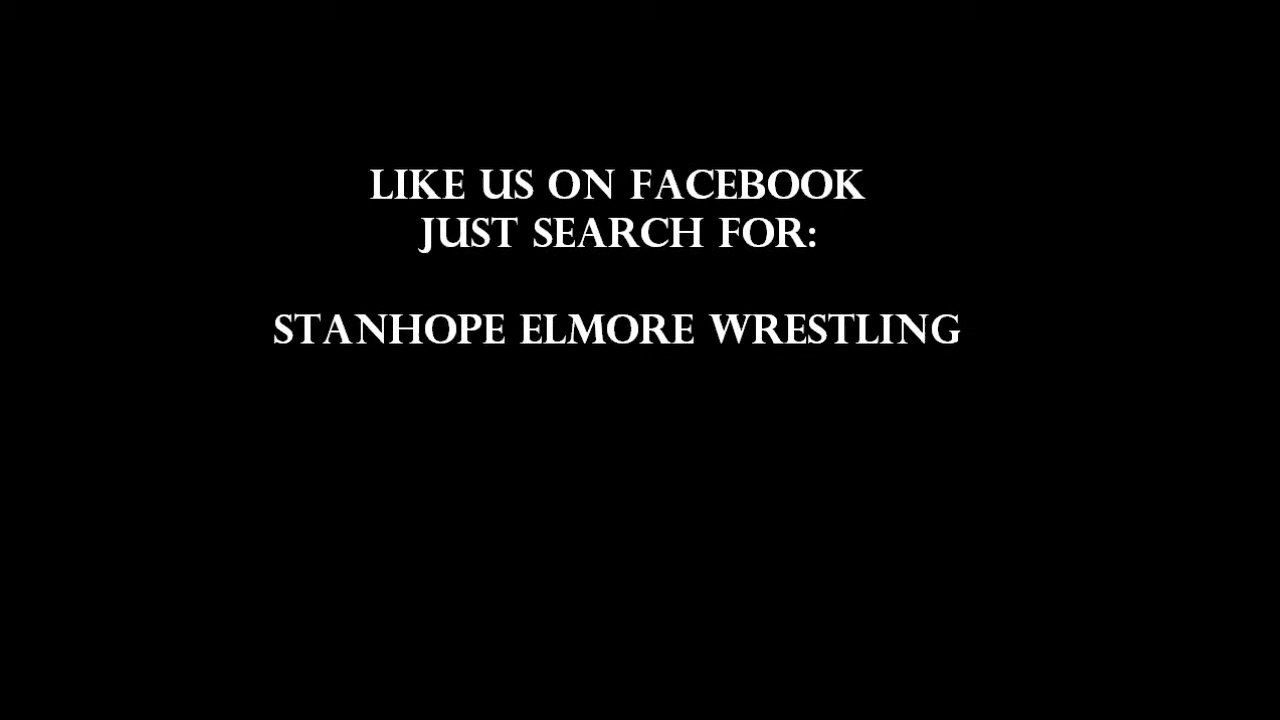 LIKE US ON FACEBOOK
JUST SEARCH FOR:
STANHOPE ELMORE WRESTLING